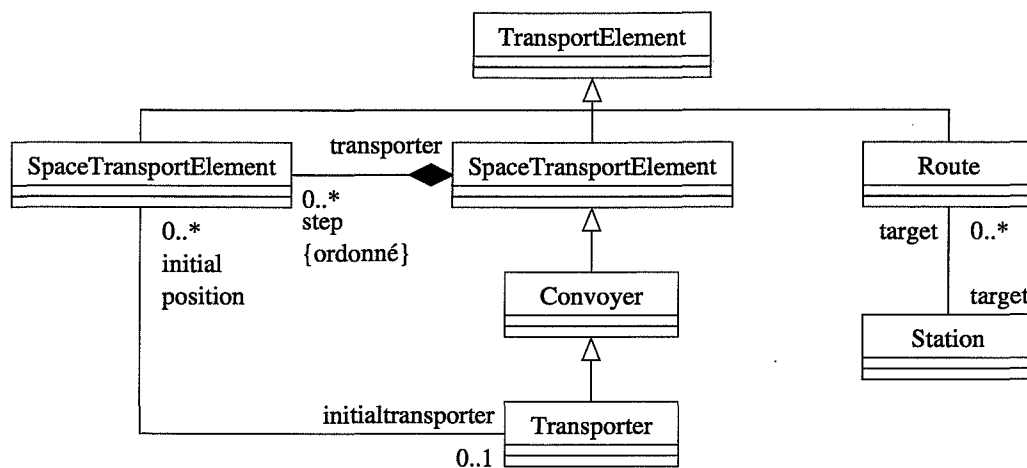 TransportElement
transporter
SpaceTransportElement
SpaceTransportElement
Route
0..*
step
{ordonné}
0..*
initial
position
target
0..*
Convoyer
target
Station
initialtransporter
Transporter
0..1